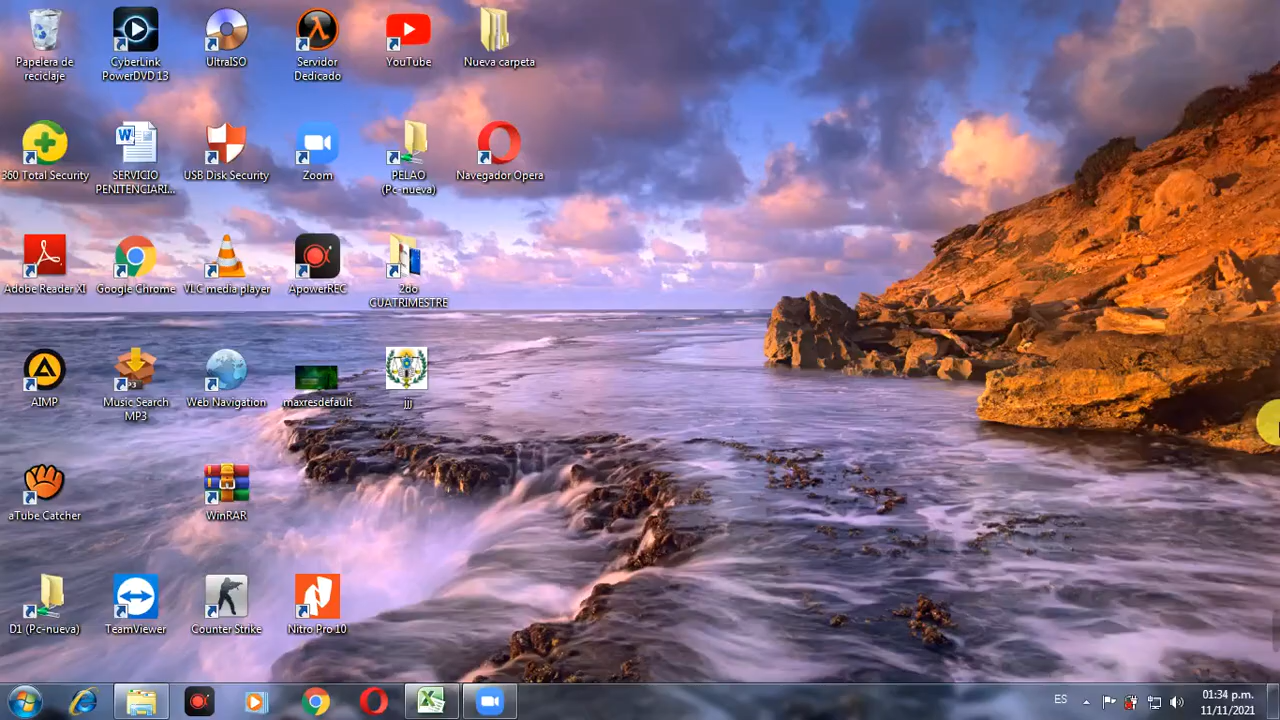 Papelera de
reciclaje
CyberLink
PowerDVD 13
UltraISO
Servidor
Dedicado
YouTube
Nueva carpeta
360 Total Security
SERVICIO
PENITENCIARI...
USB Disk Security
Zoom
PELAO
(Pc-nueva)
Navegador Opera
Adobe Reader XI
Google Chrome
VLC media player
ApowerREC
2do
CUATRIMESTRE
AIMP
Music Search
MP3
Web Navigation
maxresdefault
jjj
aTube Catcher
WinRAR
D1 (Pc-nueva)
TeamViewer
Counter Strike
Nitro Pro 10
ES
01:34 p.m.
11/11/2021